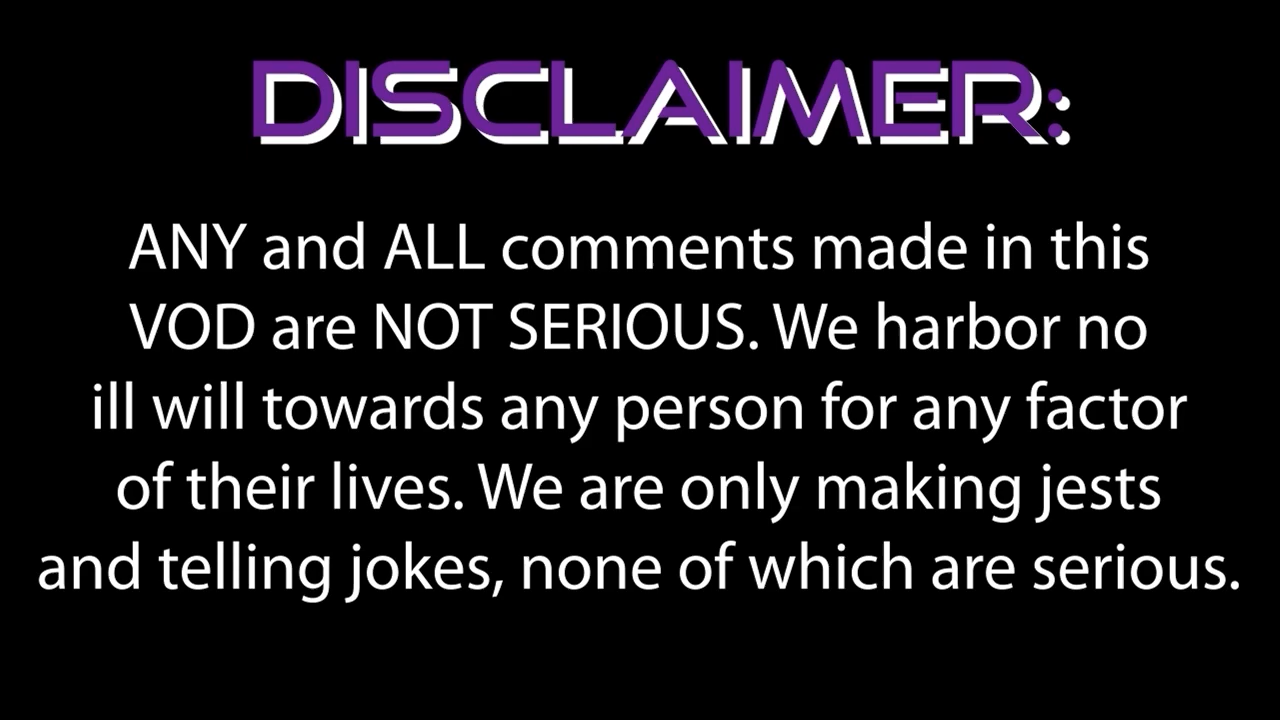 DISCLAIMER:
ANY and ALL comments made in this
VOD are NOT SERIOUS. We harbor no
ill will towards any person for any factor
of their lives. We are only making jests
and telling jokes, none of which are serious.